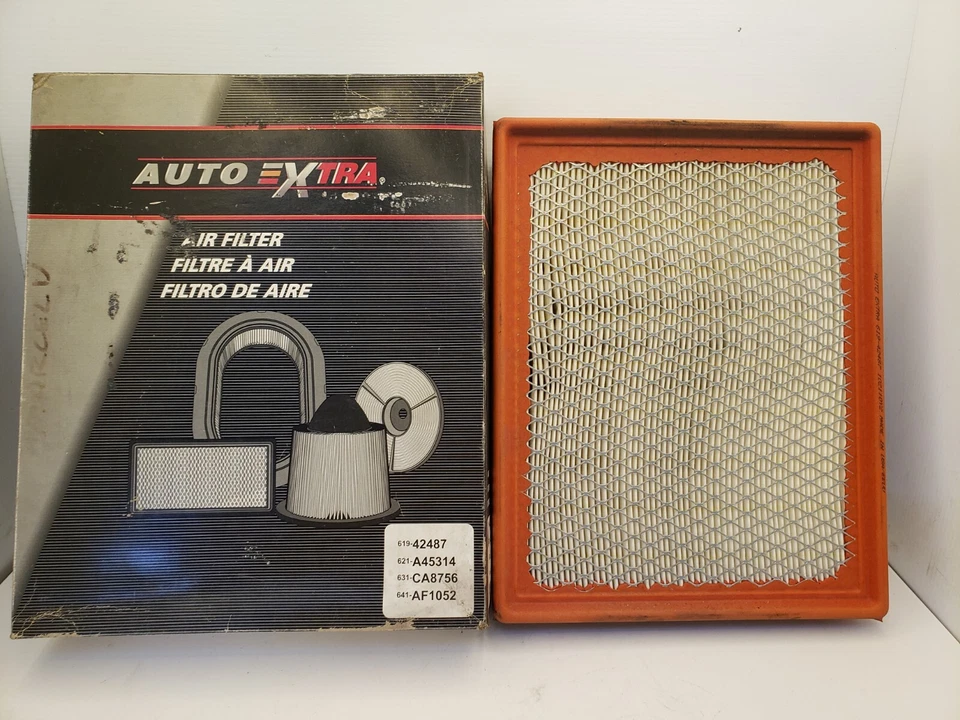 AUTO EXTRA
AIR FILTER
FILTRE À AIR
FILTRO DE AIRE
619-42487
621-A45314
631-CA8756
641-AF1052